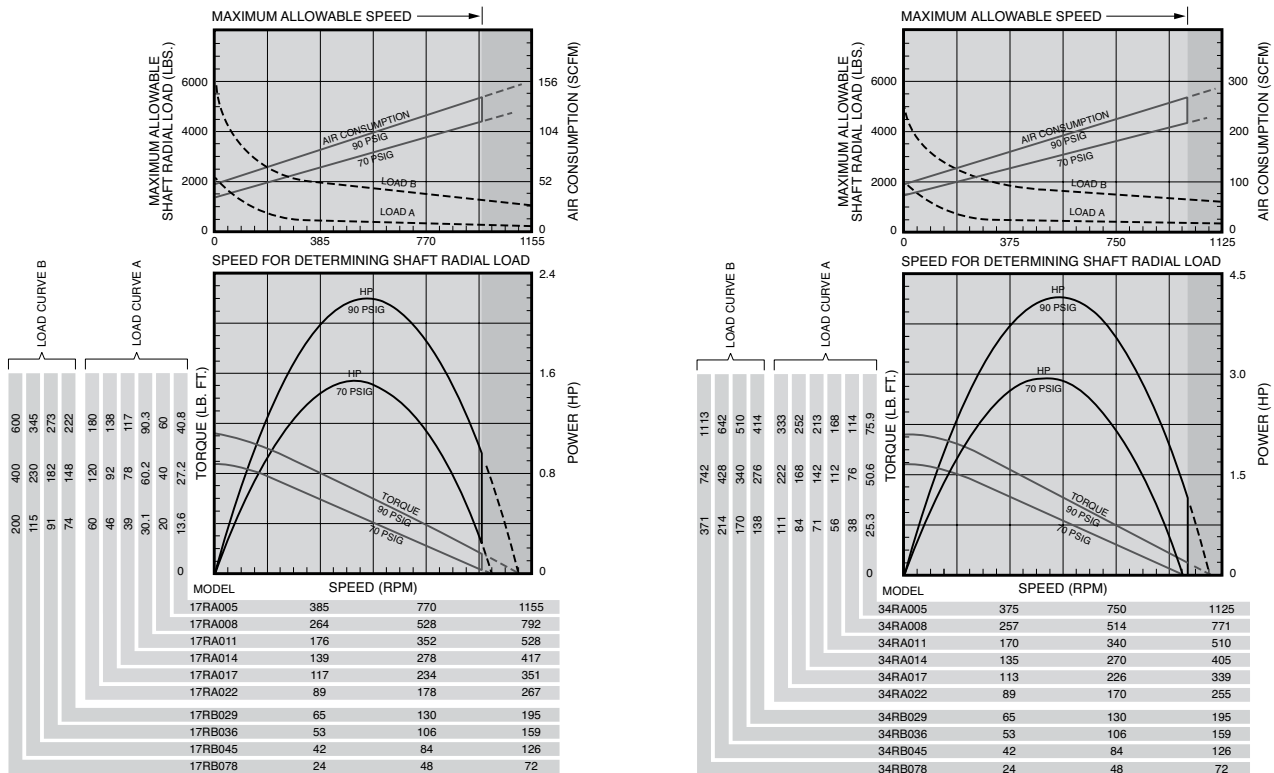 MAXIMUM ALLOWABLE SPEED
MAXIMUM ALLOWABLE
SHAFT RADIAL LOAD (LBS.)
6000
4000
2000
0
AIR CONSUMPTION
90 PSIG
70 PSIG
LOAD B
LOAD A
156
104
52
0
AIR CONSUMPTION (SCFM)
0 385 770 1155
SPEED FOR DETERMINING SHAFT RADIAL LOAD
LOAD CURVE B
LOAD CURVE A
600 345 273 222 180 138 117 90.3 60 40.8
400 230 182 148 120 92 78 60.2 40 27.2
200 115 91 74 60 46 39 30.1 20 13.6
0
TORQUE (LB. FT.)
HP
90 PSIG
HP
70 PSIG
TORQUE
90 PSIG
70 PSIG
2.4
1.6
0.8
0
POWER (HP)
MODEL SPEED (RPM)
17RA005 385 770 1155
17RA008 264 528 792
17RA011 176 352 528
17RA014 139 278 417
17RA017 117 234 351
17RA022 89 178 267
17RB029 65 130 195
17RB036 53 106 159
17RB045 42 84 126
17RB078 24 48 72
MAXIMUM ALLOWABLE SPEED
MAXIMUM ALLOWABLE
SHAFT RADIAL LOAD (LBS.)
6000
4000
2000
0
AIR CONSUMPTION
90 PSIG
70 PSIG
LOAD B
LOAD A
300
200
100
0
AIR CONSUMPTION (SCFM)
0 375 750 1125
SPEED FOR DETERMINING SHAFT RADIAL LOAD
LOAD CURVE B
LOAD CURVE A
1113 642 510 414 333 252 213 168 114 75.9
742 428 340 276 222 168 142 112 76 50.6
371 214 170 138 111 84 71 56 38 25.3
0
TORQUE (LB. FT.)
HP
90 PSIG
HP
70 PSIG
TORQUE
90 PSIG
70 PSIG
4.5
3.0
1.5
0
POWER (HP)
MODEL SPEED (RPM)
34RA005 375 750 1125
34RA008 257 514 771
34RA011 170 340 510
34RA014 135 270 405
34RA017 113 226 339
34RA022 89 170 255
34RB029 65 130 195
34RB036 53 106 159
34RB045 42 84 126
34RB078 24 48 72